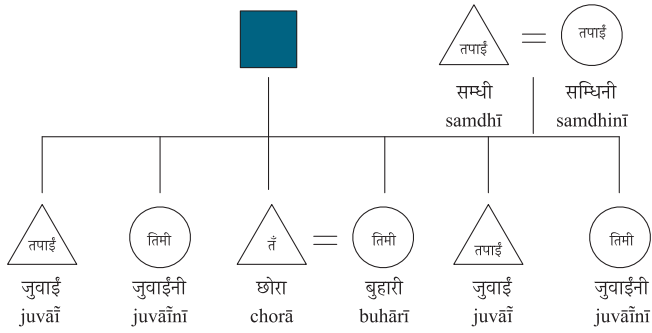 तपाईं
तपाईं
सम्धी
सम्धिनी
samdhī
samdhinī
तपाईं
तिमी
तँ
तिमी
तपाईं
तिमी
जुवाईं
जुवाईंनी
छोरा
बुहारी
जुवाईं
जुवाईंनी
juvāī̃
juvāī̃nī
chorā
buhārī
juvāī̃
juvāī̃nī